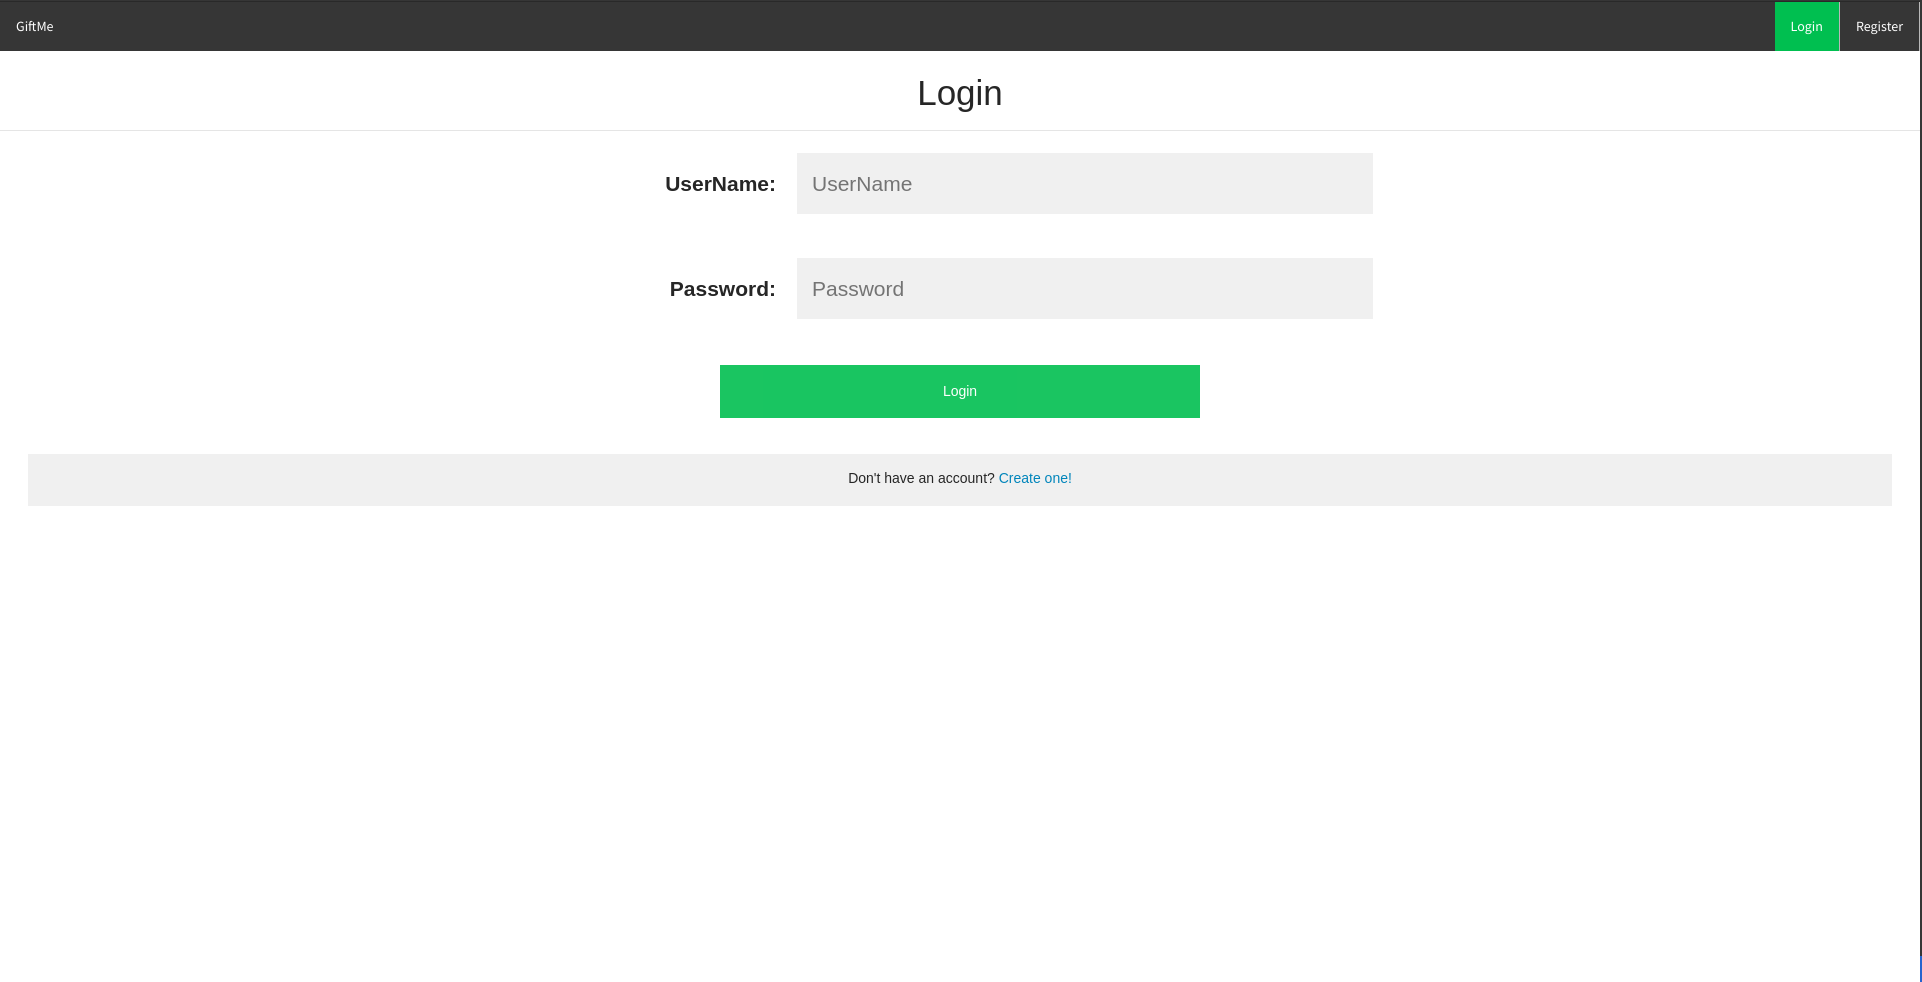 GiftMe Login Register
Login
UserName: UserName
Password: Password
Login
Don't have an account? Create one!